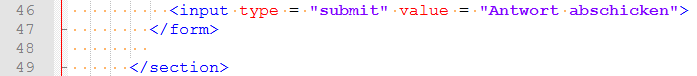 46 <input type = "submit" value = "Antwort abschicken">
47 </form>
48
49 </section>